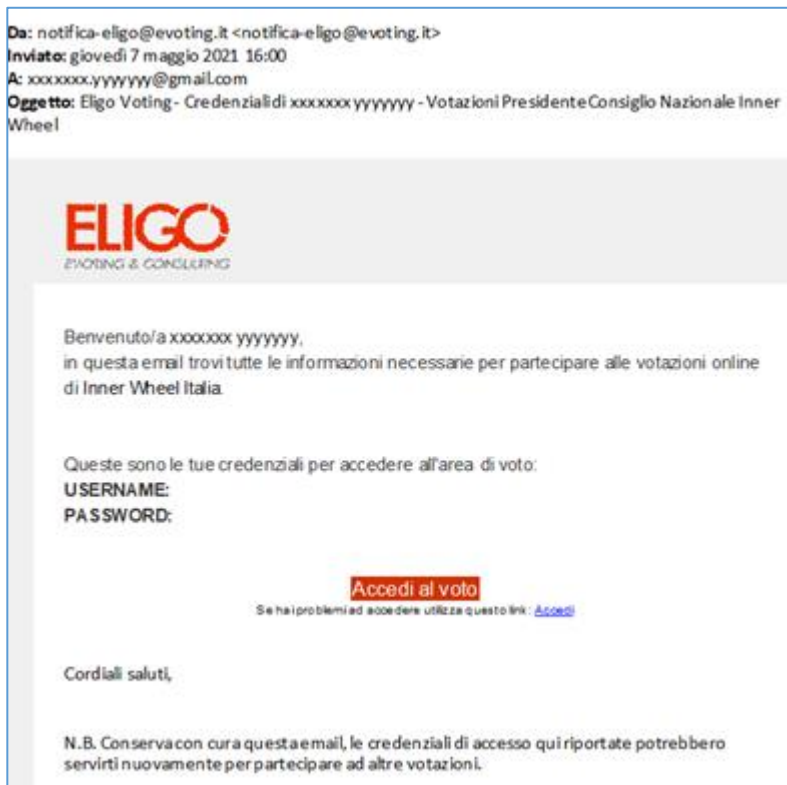 Da: notifica-eligo@evoting.it <notifica-eligo@evoting.it>
Inviato: giovedì 7 maggio 2021 16:00
A: xxxxxxx.yyyyyyy@gmail.com
Oggetto: Eligo Voting - Credenziali di xxxxxxx yyyyyyy - Votazioni Presidente Consiglio Nazionale Inner
Wheel
ELIGO
EVOTING & CONSULTING
Benvenuto/a xxxxxxx yyyyyyy,
in questa email trovi tutte le informazioni necessarie per partecipare alle votazioni online
di Inner Wheel Italia.
Queste sono le tue credenziali per accedere all'area di voto:
USERNAME:
PASSWORD:
Accedi al voto
Se hai problemi ad accedere utilizza questo link: Accedi
Cordiali saluti,
N.B. Conserva con cura questa email, le credenziali di accesso qui riportate potrebbero
servirti nuovamente per partecipare ad altre votazioni.